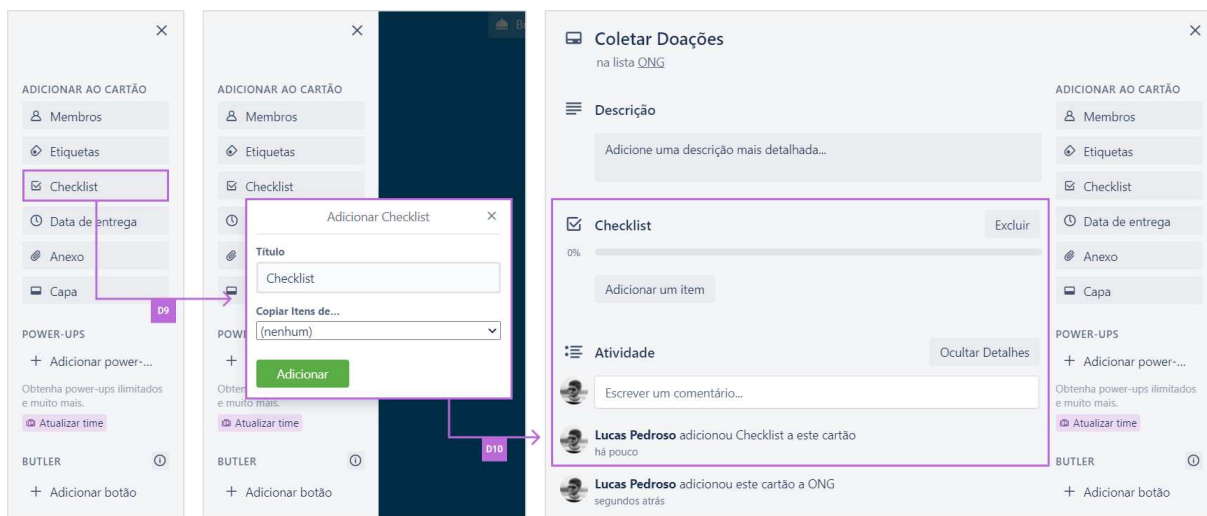 ADICIONAR AO CARTÃO
Membros
Etiquetas
Checklist
Data de entrega
Anexo
Capa
D9
POWER-UPS
Adicionar power-...
Obtenha power-ups ilimitados
e muito mais.
Atualizar time
BUTLER
Adicionar botão
ADICIONAR AO CARTÃO
Membros
Etiquetas
Checklist
Adicionar Checklist
Título
Checklist
Copiar Itens de...
(nenhum)
Adicionar
e muito mais.
Atualizar time
BUTLER
Adicionar botão
D10
Coletar Doações
na lista ONG
Descrição
Adicione uma descrição mais detalhada...
Checklist
Excluir
0%
Adicionar um item
Atividade
Ocultar Detalhes
Escrever um comentário...
Lucas Pedroso adicionou Checklist a este cartão
há pouco
Lucas Pedroso adicionou este cartão a ONG
segundos atrás
ADICIONAR AO CARTÃO
Membros
Etiquetas
Checklist
Data de entrega
Anexo
Capa
POWER-UPS
Adicionar power-...
Obtenha power-ups ilimitados
e muito mais.
Atualizar time
BUTLER
Adicionar botão